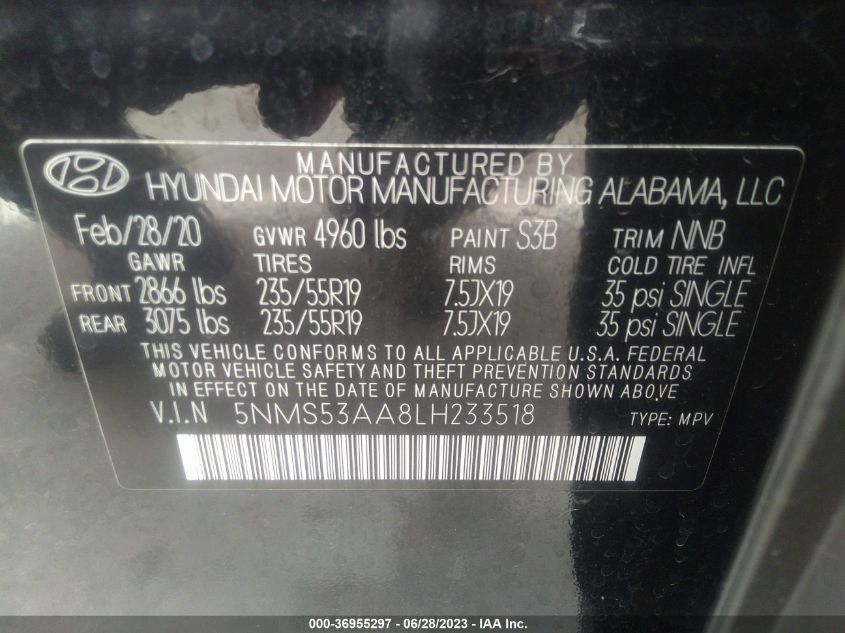 MANUFACTURED BY
HYUNDAI MOTOR MANUFACTURING ALABAMA, LLC
Feb/28/20 GVWR 4960 lbs PAINT S3B TRIM NNB
GAWR TIRES RIMS COLD TIRE INFL
FRONT 2866 lbs 235/55R19 7.5JX19 35 psi SINGLE
REAR 3075 lbs 235/55R19 7.5JX19 35 psi SINGLE
THIS VEHICLE CONFORMS TO ALL APPLICABLE U.S.A. FEDERAL
MOTOR VEHICLE SAFETY AND THEFT PREVENTION STANDARDS
IN EFFECT ON THE DATE OF MANUFACTURE SHOWN ABOVE
V.I.N 5NMS53AA8LH233518 TYPE: MPV
000-36955297 - 06/28/2023 - IAA Inc.